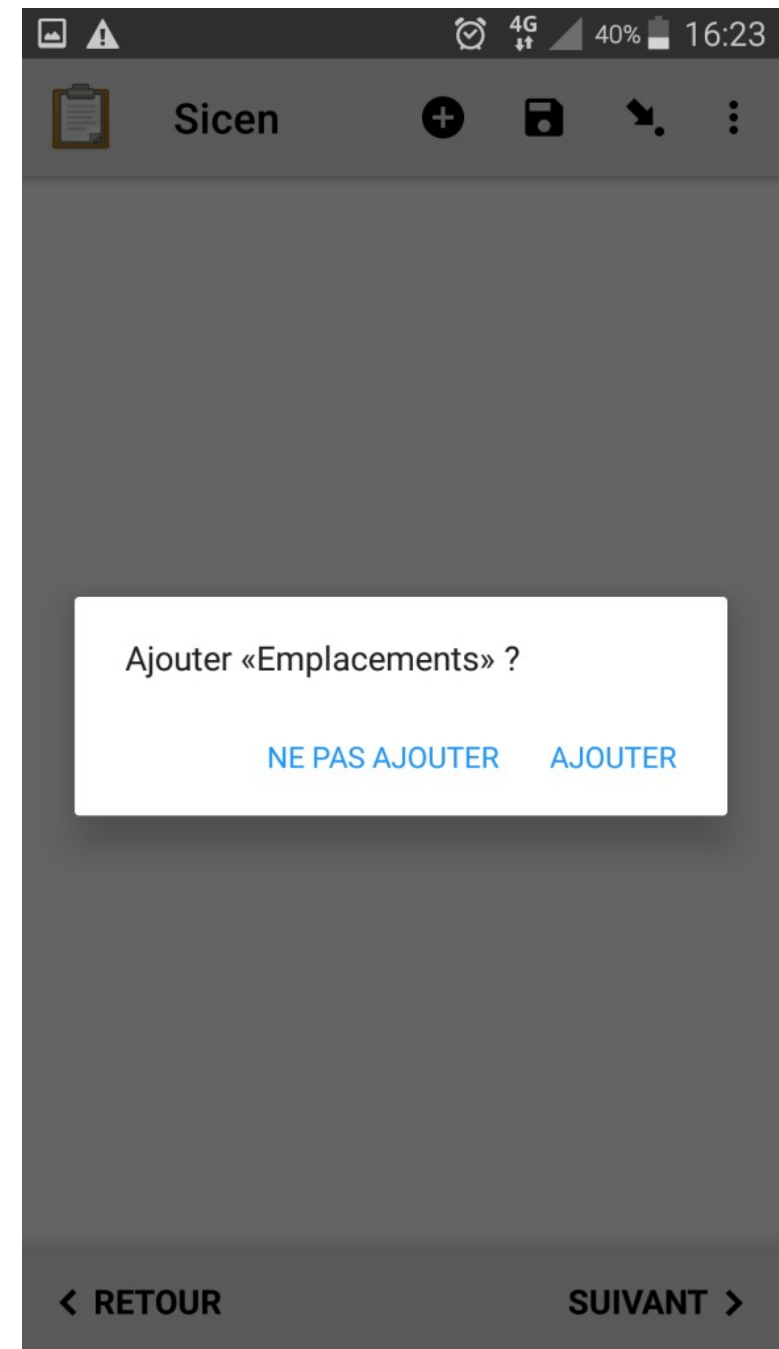 4G 40% 16:23
Sicen
Ajouter «Emplacements» ?
NE PAS AJOUTER AJOUTER
RETOUR SUIVANT